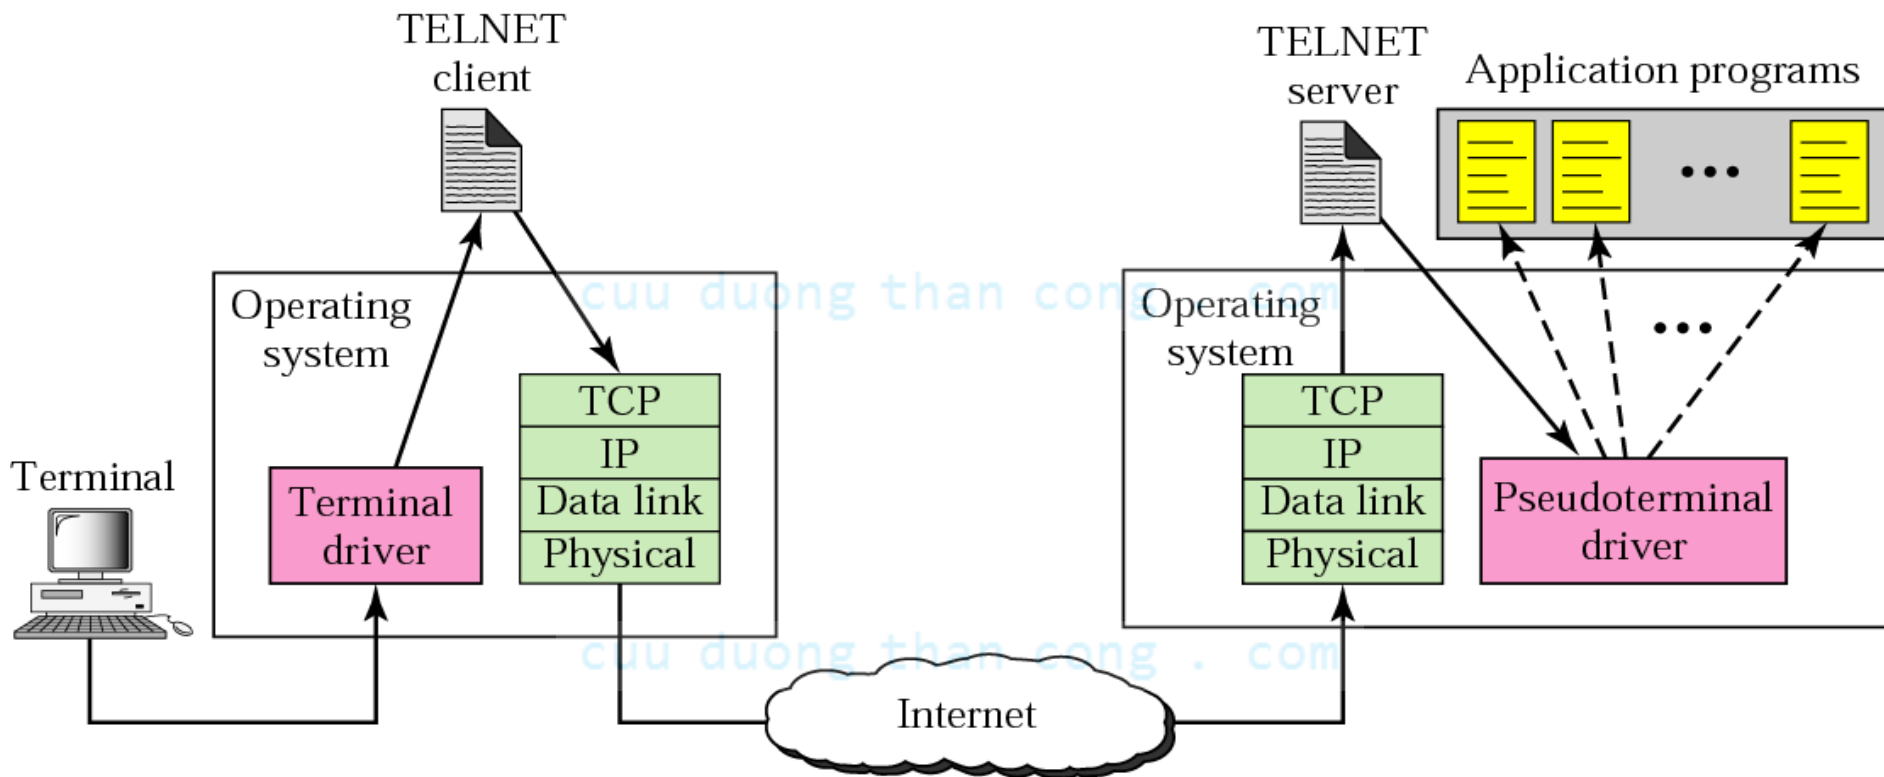 TELNET
client
TELNET
server
Application programs
cuu duong than cong . com
Operating
system
Operating
system
TCP
IP
Data link
Physical
Terminal
Terminal
driver
TCP
IP
Data link
Physical
Pseudoterminal
driver
cuu duong than cong . com
Internet